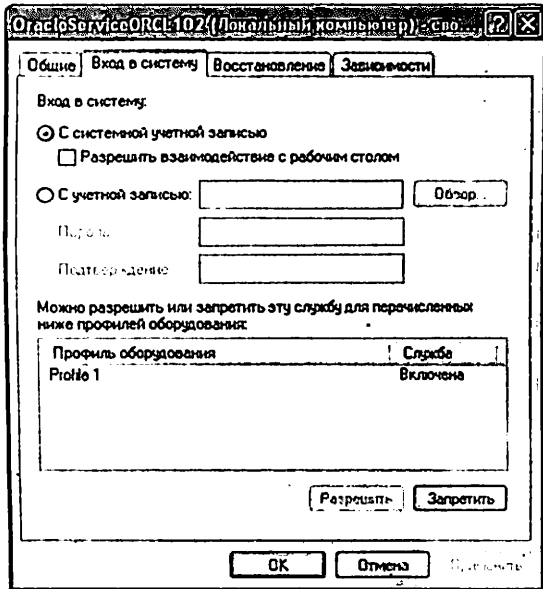 OracleServiceORCL102 (Локальный компьютер) - сво...
Общие Вход в систему Восстановление Зависимости
Вход в систему:
С системной учетной записью
Разрешить взаимодействие с рабочим столом
С учетной записью: Обзор...
Пароль
Подтверждение
Можно разрешить или запретить эту службу для перечисленных
ниже профилей оборудования:
Профиль оборудования Служба
Profile 1 Включена
Разрешить Запретить
OK Отмена Применить